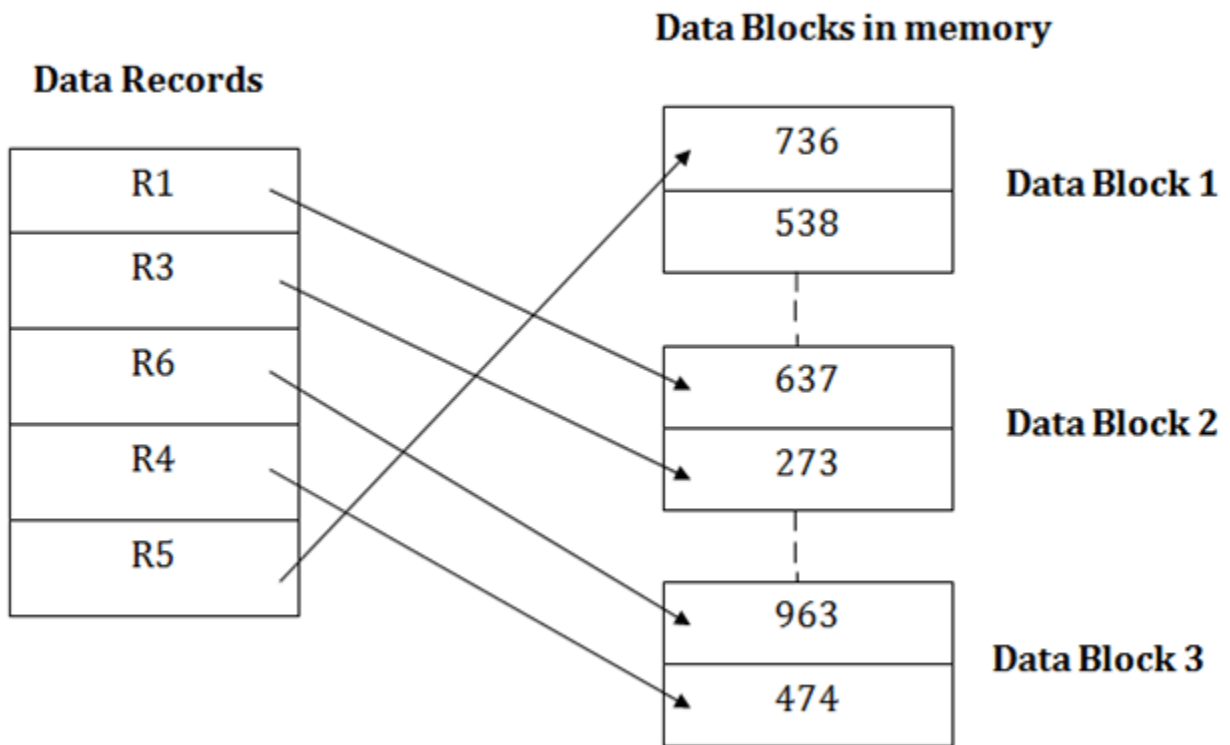 Data Blocks in memory
Data Records
R1
R3
R6
R4
R5
736
538
Data Block 1
637
273
Data Block 2
963
474
Data Block 3